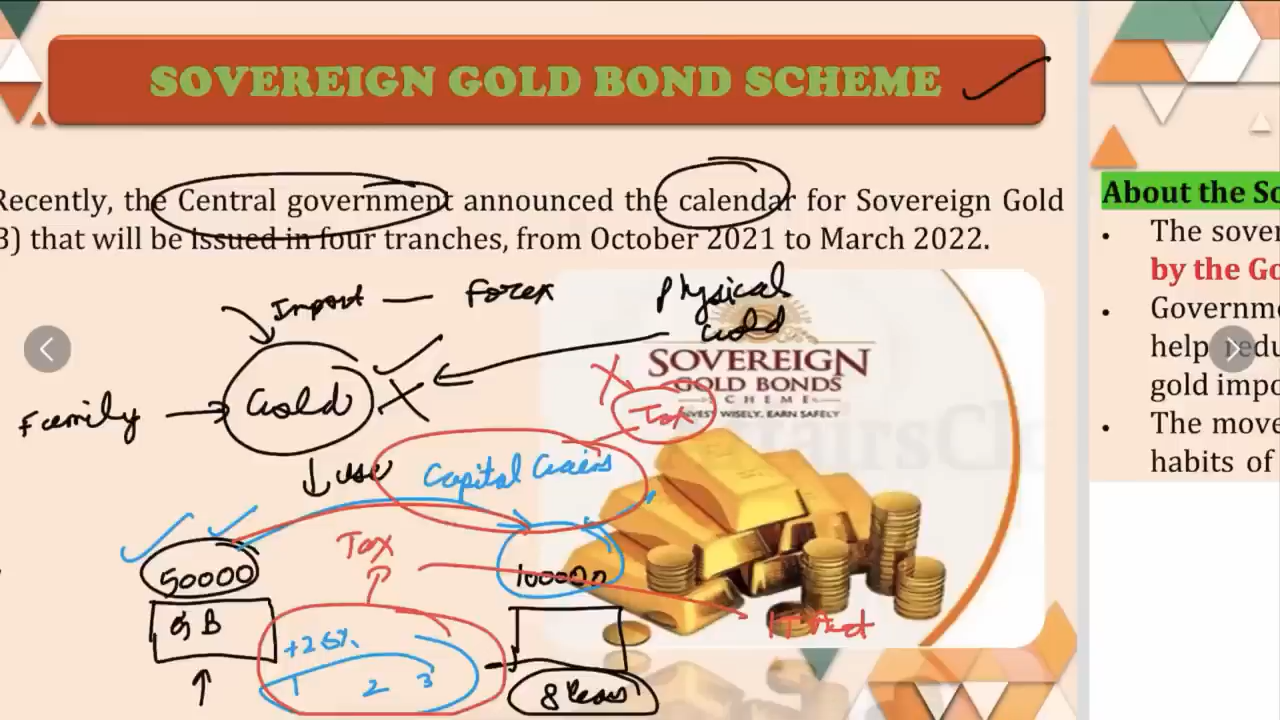 SOVEREIGN GOLD BOND SCHEME
Recently, the Central government announced the calendar for Sovereign Gold
B) that will be issued in four tranches, from October 2021 to March 2022.
Import — Forex
Physical
Gold
SOVEREIGN
GOLD BONDS
SCHEME
INVEST WISELY, EARN SAFELY
Family
Gold
Tax
use
Capital Gains
Tax
50000
100000
IT Act
GB
1 2 3
8 Years
About the So
• The sover
by the Go
• Governme
help redu
gold impo
• The move
habits of